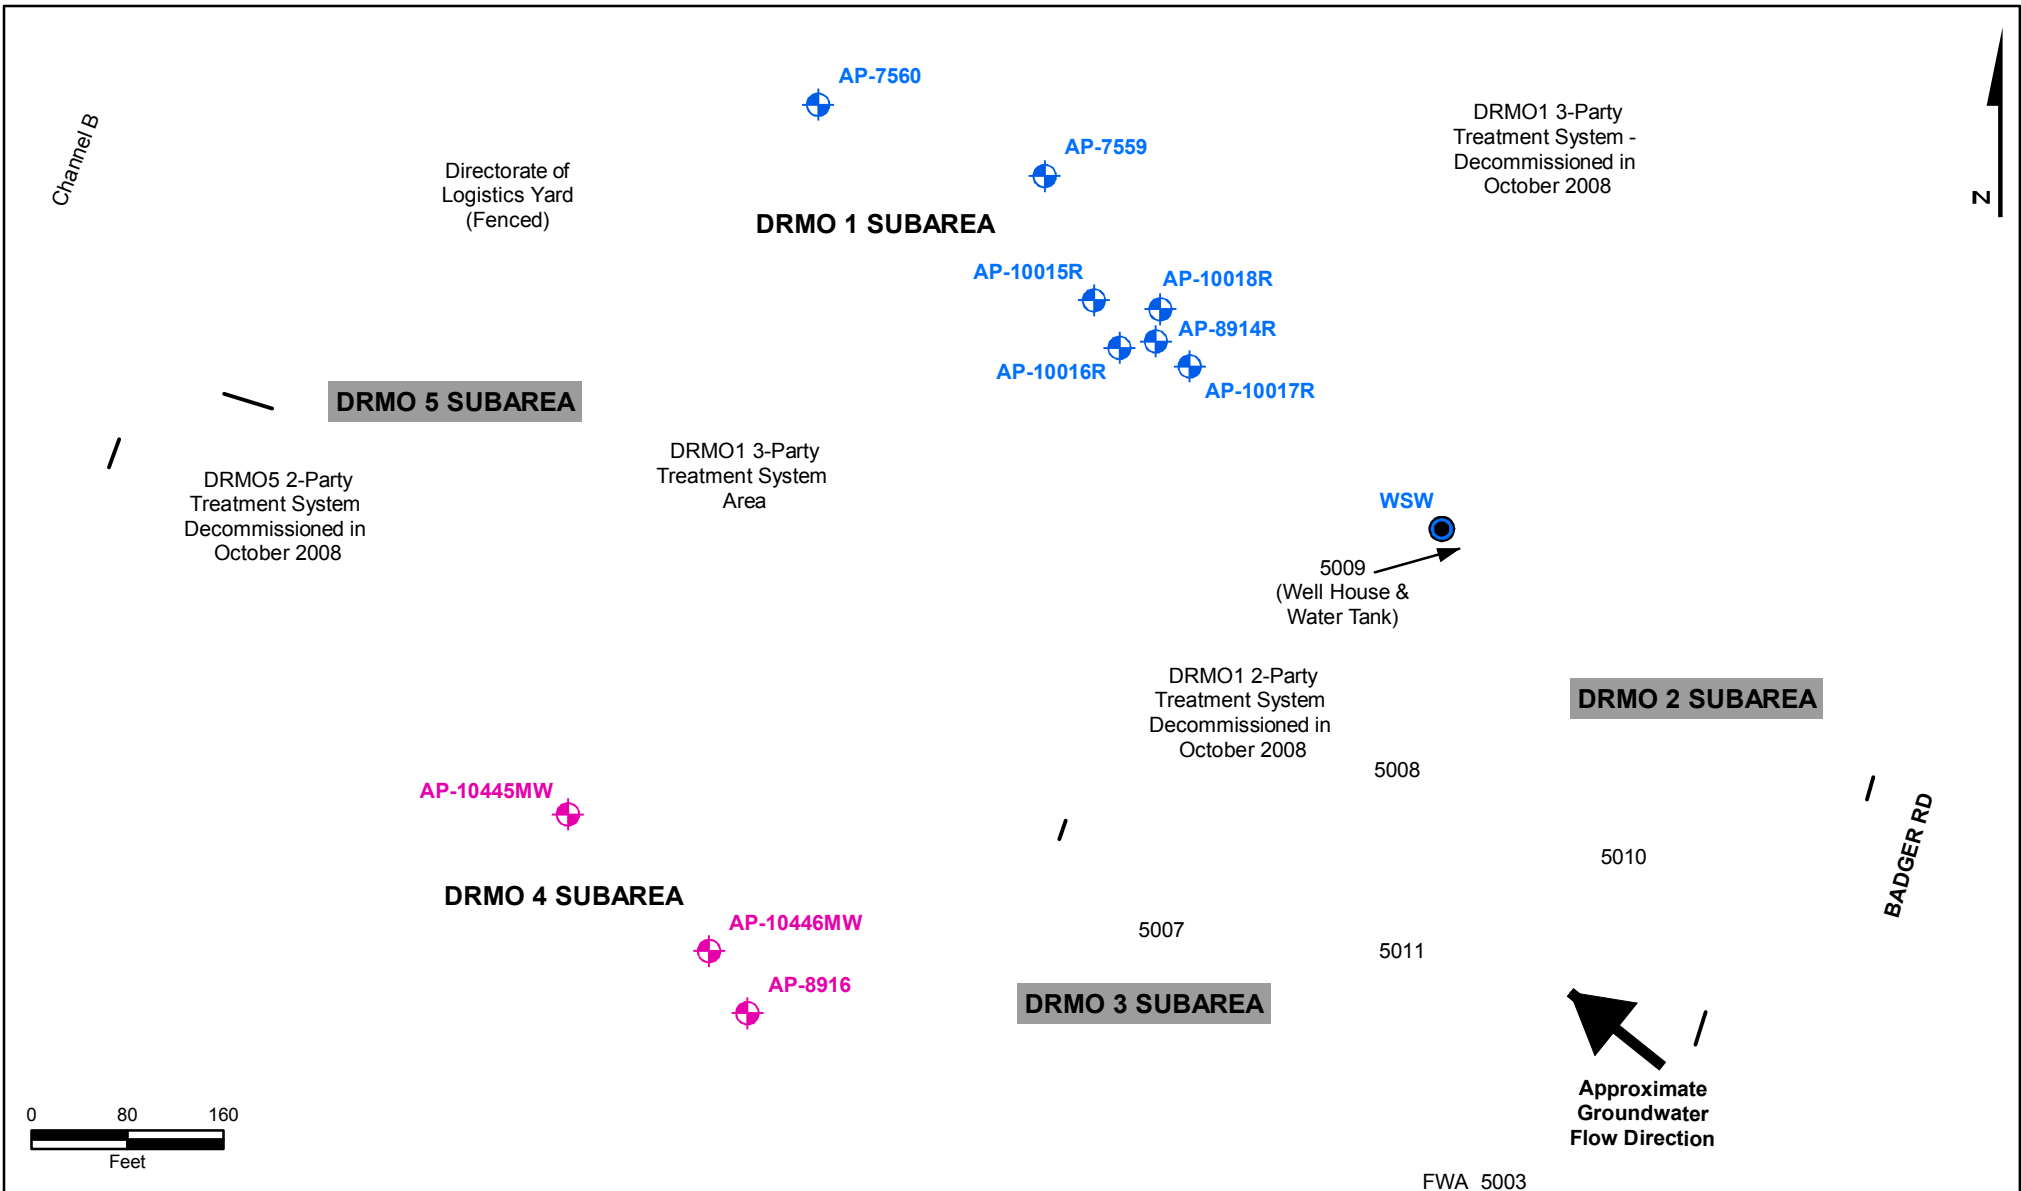 AP-7560
Channel B
DRMO1 3-Party
Treatment System -
Decommissioned in
October 2008
AP-7559
Directorate of
Logistics Yard
(Fenced)
N
DRMO 1 SUBAREA
AP-10015R
AP-10018R
AP-8914R
AP-10016R
AP-10017R
DRMO 5 SUBAREA
DRMO1 3-Party
Treatment System
Area
DRMO5 2-Party
Treatment System
Decommissioned in
October 2008
WSW
5009
(Well House &
Water Tank)
DRMO1 2-Party
Treatment System
Decommissioned in
October 2008
DRMO 2 SUBAREA
5008
AP-10445MW
BADGER RD
5010
DRMO 4 SUBAREA
AP-10446MW
5007
5011
AP-8916
DRMO 3 SUBAREA
Approximate
Groundwater
Flow Direction
0 80 160
Feet
FWA 5003